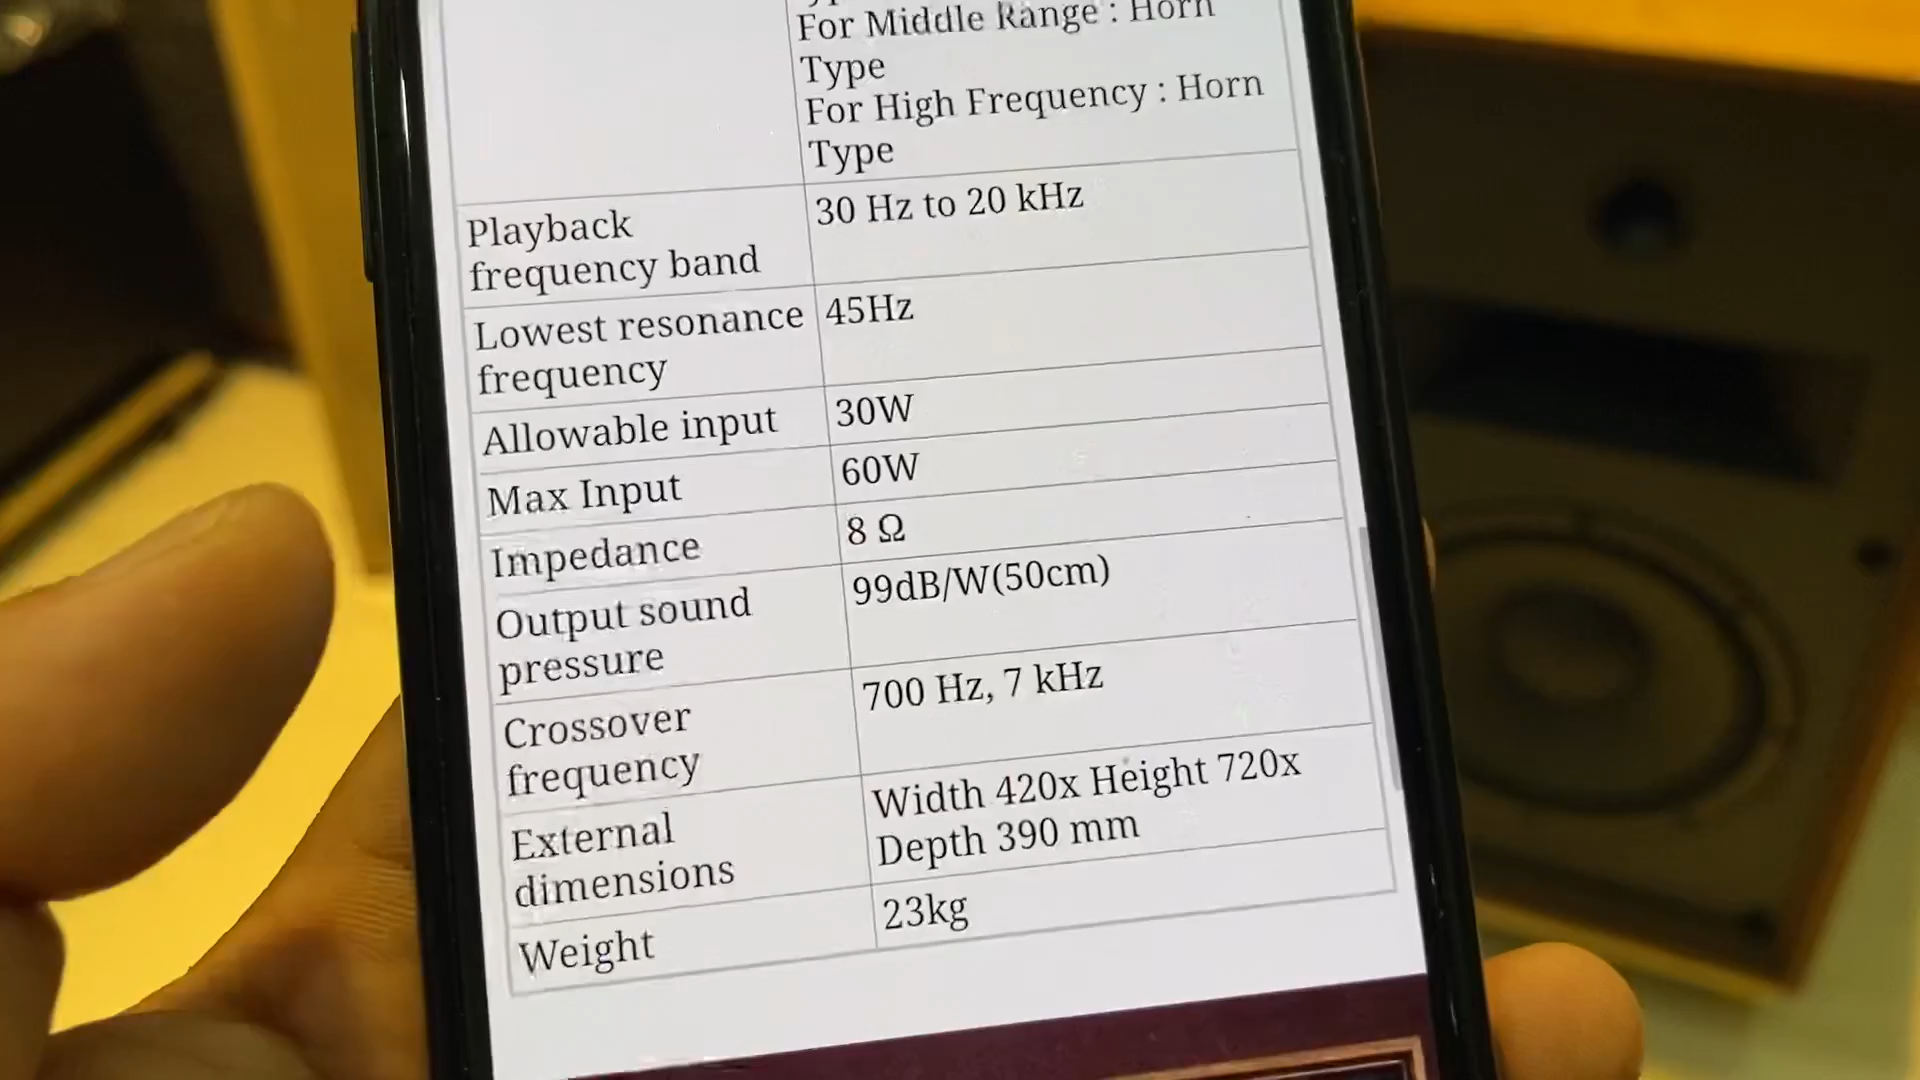 For Middle Range : Horn
Type
For High Frequency : Horn
Type
Playback
frequency band
30 Hz to 20 kHz
Lowest resonance
frequency
45Hz
Allowable input
30W
Max Input
60W
Impedance
8 Ω
Output sound
pressure
99dB/W(50cm)
Crossover
frequency
700 Hz, 7 kHz
External
dimensions
Width 420x Height 720x
Depth 390 mm
Weight
23kg